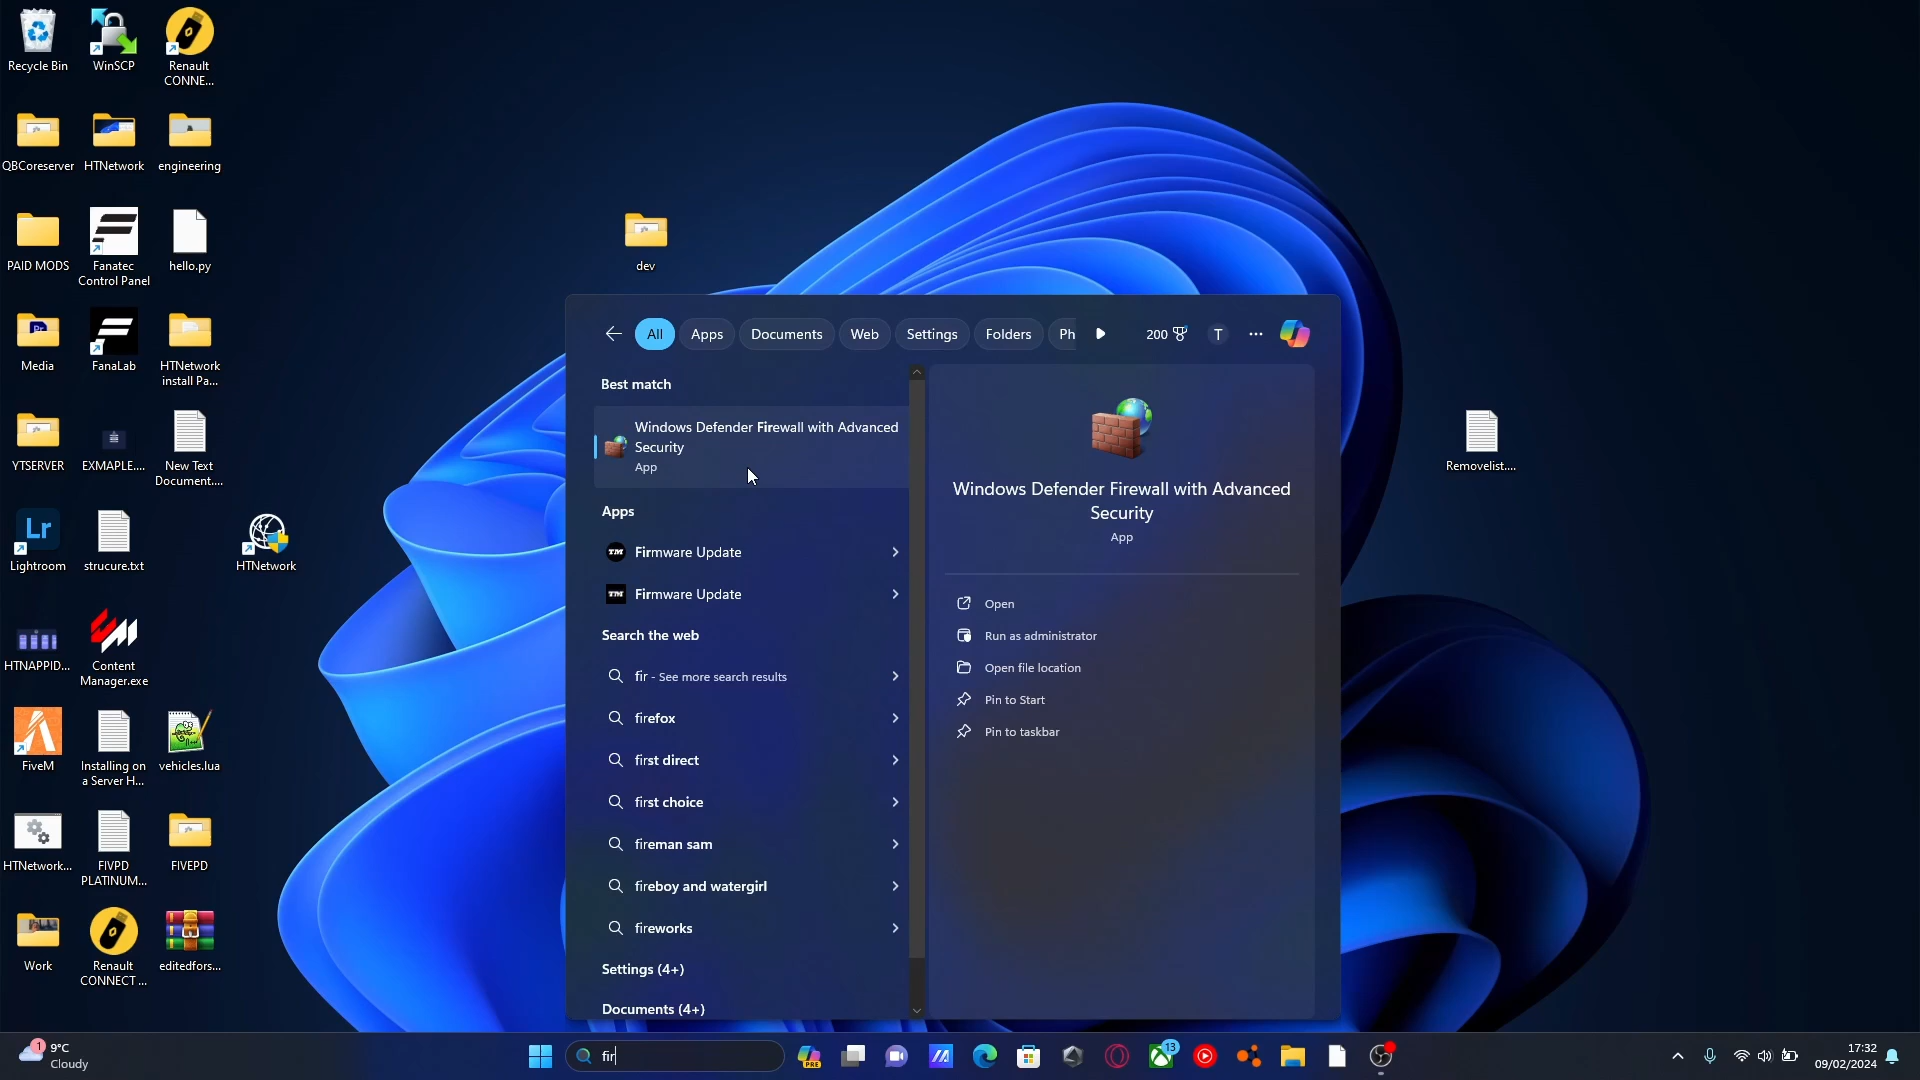 Recycle Bin
WinSCP
Renault
CONNE...
QBCoreserver
HTNetwork
engineering
PAID MODS
Fanatec
Control Panel
hello.py
dev
Media
FanaLab
HTNetwork
install Pa...
YTSERVER
EXMAPLE....
New Text
Document....
Lightroom
strucure.txt
HTNetwork
HTNAPPID...
Content
Manager.exe
FiveM
Installing on
a Server H...
vehicles.lua
HTNetwork...
FIVPD
PLATINUM...
FIVEPD
Work
Renault
CONNECT ...
editedfors...
Removelist....
All
Apps
Documents
Web
Settings
Folders
Ph
200
T
Best match
Windows Defender Firewall with Advanced
Security
App
Apps
Firmware Update
Firmware Update
Search the web
fir - See more search results
firefox
first direct
first choice
fireman sam
fireboy and watergirl
fireworks
Settings (4+)
Documents (4+)
Windows Defender Firewall with Advanced
Security
App
Open
Run as administrator
Open file location
Pin to Start
Pin to taskbar
1
9°C
Cloudy
fir
PRE
13
17:32
09/02/2024
Lr
Pr
TM
TM